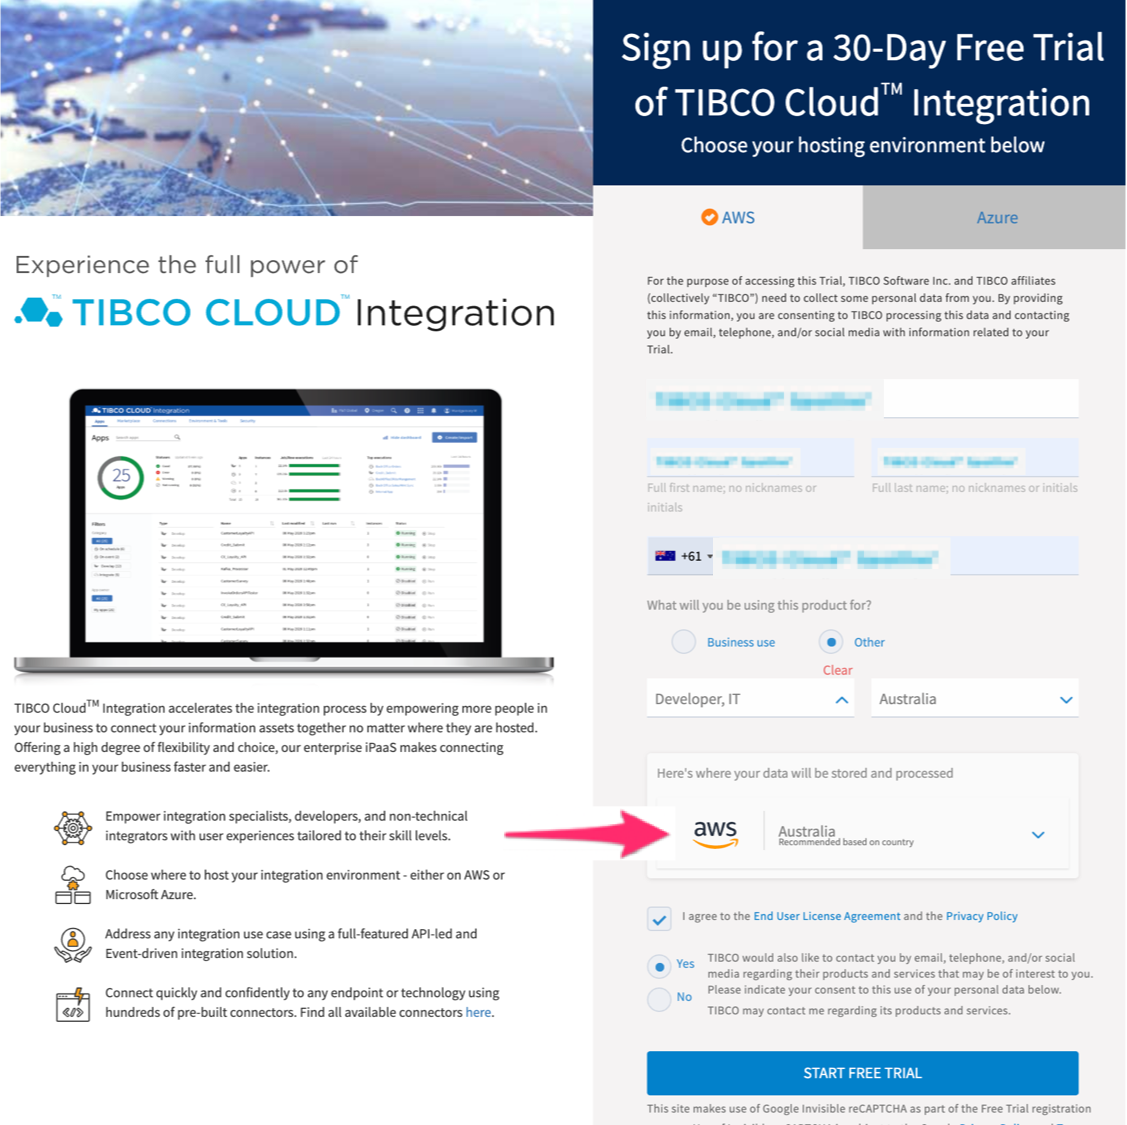 Experience the full power of
TIBCO CLOUD™ Integration
TIBCO CLOUD Integration
Apps
Search apps
25
Apps
TIBCO Cloud™ Integration accelerates the integration process by empowering more people in
your business to connect your information assets together no matter where they are hosted.
Offering a high degree of flexibility and choice, our enterprise iPaaS makes connecting
everything in your business faster and easier.
Empower integration specialists, developers, and non-technical
integrators with user experiences tailored to their skill levels.
Choose where to host your integration environment - either on AWS or
Microsoft Azure.
Address any integration use case using a full-featured API-led and
Event-driven integration solution.
Connect quickly and confidently to any endpoint or technology using
hundreds of pre-built connectors. Find all available connectors here.
Sign up for a 30-Day Free Trial
of TIBCO Cloud™ Integration
Choose your hosting environment below
AWS
Azure
For the purpose of accessing this Trial, TIBCO Software Inc. and TIBCO affiliates
(collectively “TIBCO”) need to collect some personal data from you. By providing
this information, you are consenting to TIBCO processing this data and contacting
you by email, telephone, and/or social media with information related to your
Trial.
Full first name; no nicknames or
initials
Full last name; no nicknames or initials
+61
What will you be using this product for?
Business use
Other
Clear
Developer, IT
Australia
Here's where your data will be stored and processed
aws
Australia
Recommended based on country
I agree to the End User License Agreement and the Privacy Policy
Yes
No
TIBCO would also like to contact you by email, telephone, and/or social
media regarding their products and services that may be of interest to you.
Please indicate your consent to this use of your personal data below.
TIBCO may contact me regarding its products and services.
START FREE TRIAL
This site makes use of Google Invisible reCAPTCHA as part of the Free Trial registration